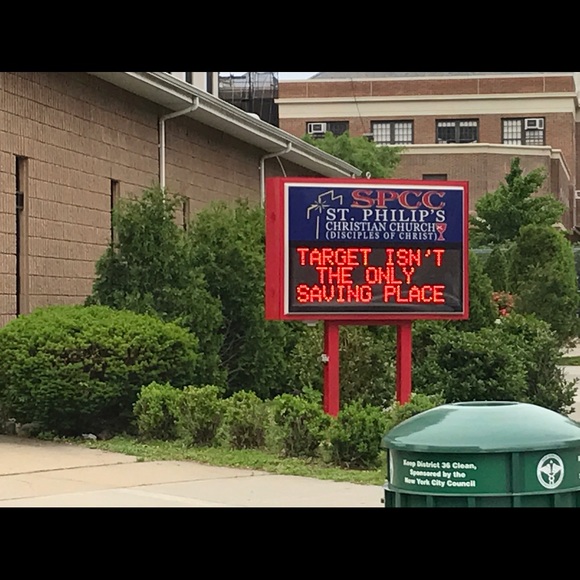 SPCC
ST. PHILIP'S
CHRISTIAN CHURCH
(DISCIPLES OF CHRIST)
TARGET ISN'T
THE ONLY
SAVING PLACE
Keep District 36 Clean,
Sponsored by the
New York City Council